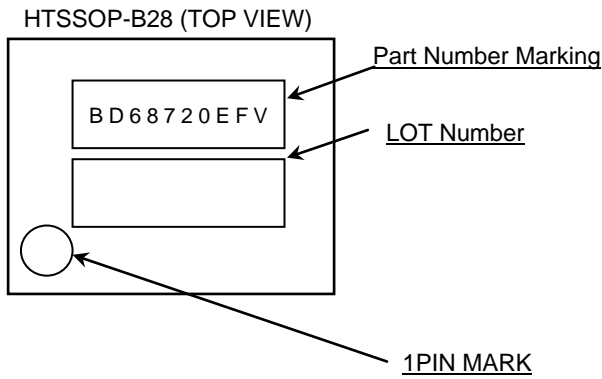 HTSSOP-B28 (TOP VIEW)
Part Number Marking
BD68720EFV
LOT Number
1PIN MARK